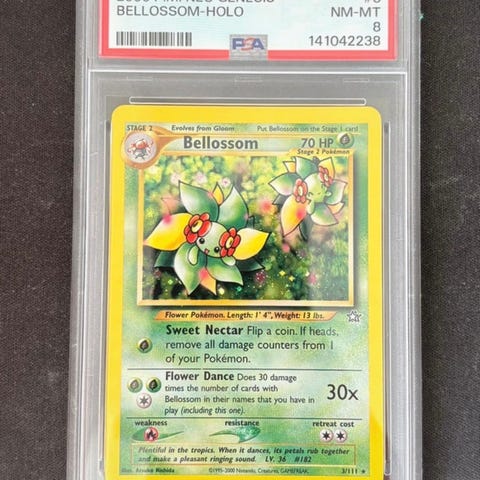 BELLOSSOM-HOLO
NM-MT
PSA
8
141042238
STAGE 2
Evolves from Gloom
Put Bellossom on the Stage 1 card
Bellossom
70 HP
Stage 2 Pokémon
Flower Pokémon. Length: 1' 4", Weight: 13 lbs.
Sweet Nectar Flip a coin. If heads,
remove all damage counters from 1
of your Pokémon.
Flower Dance Does 30 damage
times the number of cards with
Bellossom in their names that you have in
play (including this one).
30x
weakness
resistance
retreat cost
Plentiful in the tropics. When it dances, its petals rub together
and make a pleasant ringing sound. LV. 36 #182
Illus. Atsuko Nishida
©1995-2000 Nintendo, Creatures, GAMEFREAK.
3/111 ★